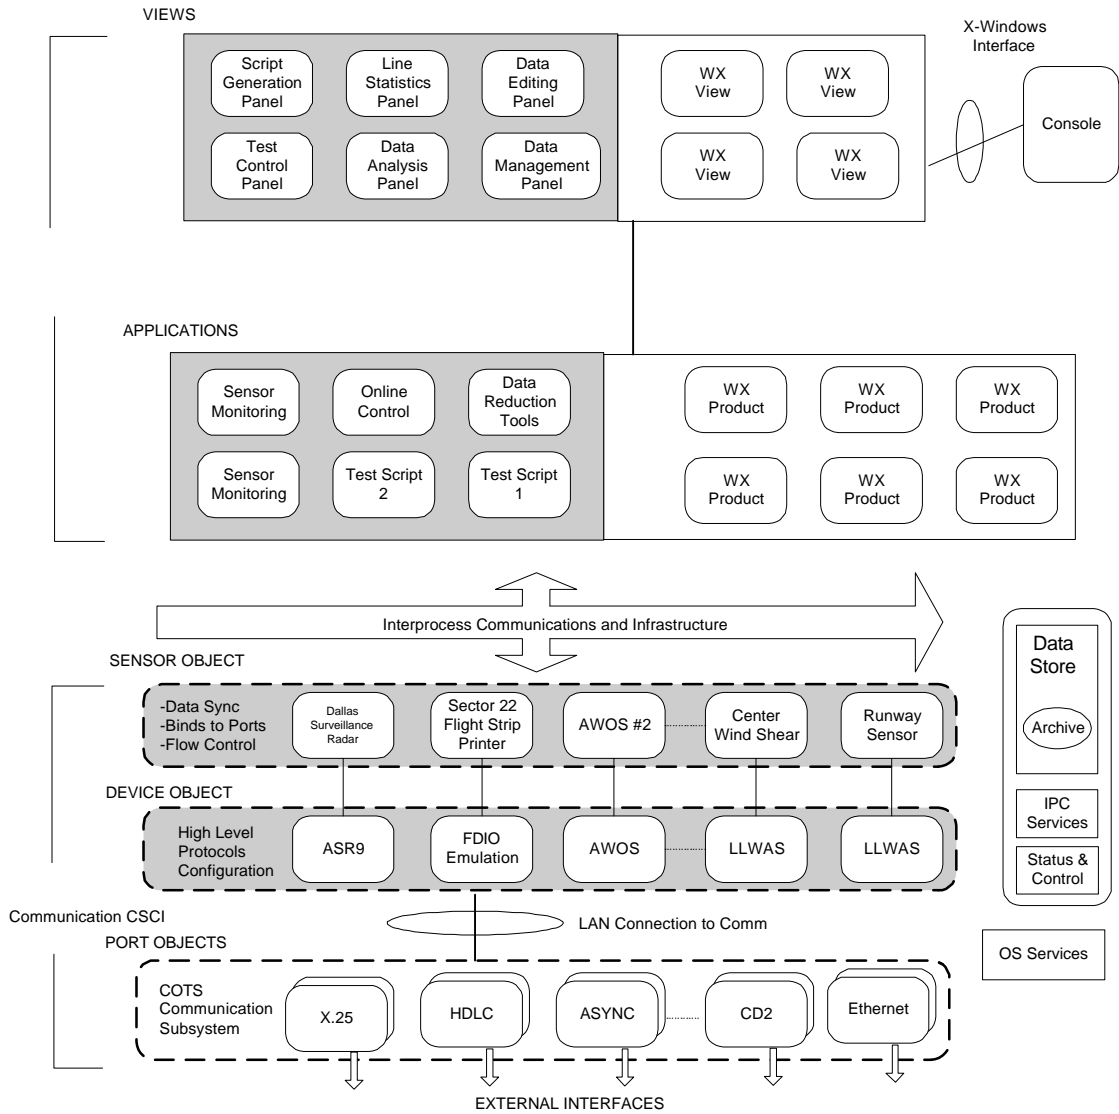 VIEWS
X-Windows
Interface
Script
Generation
Panel
Line
Statistics
Panel
Data
Editing
Panel
WX
View
WX
View
Console
Test
Control
Panel
Data
Analysis
Panel
Data
Management
Panel
WX
View
WX
View
APPLICATIONS
Sensor
Monitoring
Online
Control
Data
Reduction
Tools
WX
Product
WX
Product
WX
Product
Sensor
Monitoring
Test Script
2
Test Script
1
WX
Product
WX
Product
WX
Product
Interprocess Communications and Infrastructure
SENSOR OBJECT
-Data Sync
-Binds to Ports
-Flow Control
Dallas
Surveillance
Radar
Sector 22
Flight Strip
Printer
AWOS #2
Center
Wind Shear
Runway
Sensor
Data
Store
Archive
IPC
Services
Status &
Control
DEVICE OBJECT
High Level
Protocols
Configuration
ASR9
FDIO
Emulation
AWOS
LLWAS
LLWAS
Communication CSCI
LAN Connection to Comm
PORT OBJECTS
OS Services
COTS
Communication
Subsystem
X.25
HDLC
ASYNC
CD2
Ethernet
EXTERNAL INTERFACES